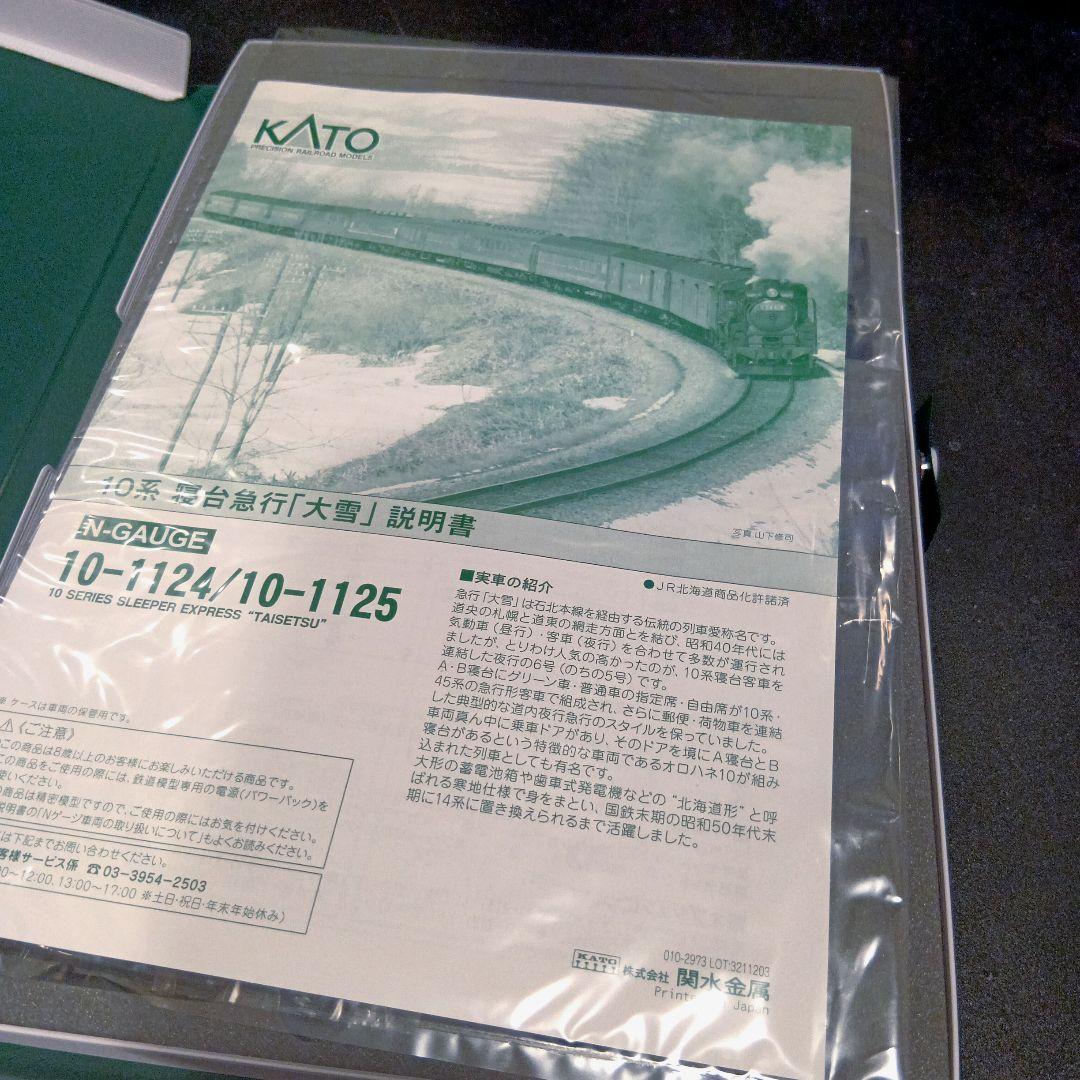 KATO
PRECISION RAILROAD MODELS
10系 寝台急行「大雪」 説明書
写真 山下修司
N-GAUGE
10-1124/10-1125
10 SERIES SLEEPER EXPRESS "TAISETSU"
■実車の紹介
●JR北海道商品化許諾済
急行「大雪」は石北本線を経由する伝統の列車愛称名です。
道央の札幌と道東の網走方面とを結び、昭和40年代には
気動車（昼行）・客車（夜行）を合わせて多数が運行され
ましたが、とりわけ人気の高かったのが、10系寝台客車を
連結した夜行の6号（のちの5号）です。
A・B寝台にグリーン車・普通車の指定席・自由席が10系・
45系の急行形客車で組成され、さらに郵便・荷物車を連結
した典型的な道内夜行急行のスタイルを保っていました。
車両真ん中に乗車ドアがあり、そのドアを境にA寝台とB
寝台があるという特徴的な車両であるオロハネ10が組み
込まれた列車としても有名です。
大形の蓄電池箱や歯車式発電機などの“北海道形”と呼
ばれる寒地仕様で身をまとい、国鉄末期の昭和50年代末
期に14系に置き換えられるまで活躍しました。
※ ケースは車両の保管用です。
⚠《ご注意》
この商品は8歳以上のお客様にお楽しみいただける商品です。
この商品をご使用の際には、鉄道模型専用の電源（パワーパック）を
使いください。
商品は精密模型ですので、ご使用の際にはお気を付けください。
説明書の「Nゲージ車両の取り扱いについて」もよくお読みください。
は下記までお問い合わせください。
客様サービス係 ☎03-3954-2503
00〜12:00、13:00〜17:00 ※土日・祝日・年末年始休み）
010-2973 LOT:3211203
KATO 株式会社 関水金属
Printe Japan